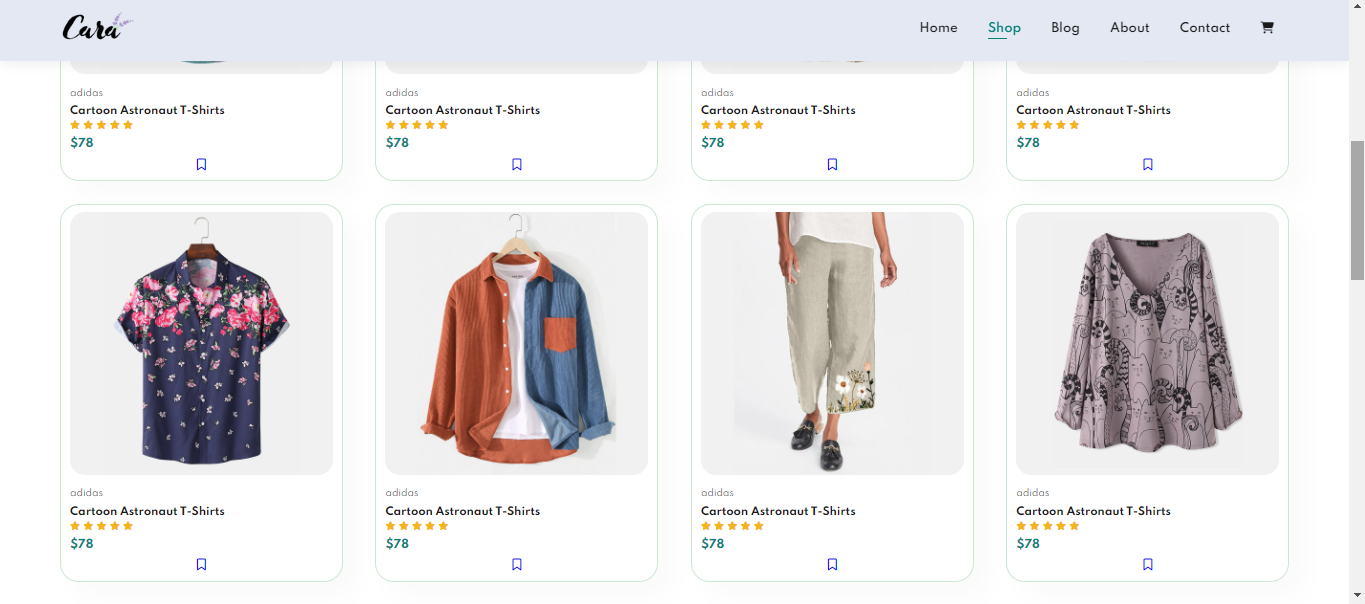 Cara
Home Shop Blog About Contact
adidas adidas adidas adidas
Cartoon Astronaut T-Shirts Cartoon Astronaut T-Shirts Cartoon Astronaut T-Shirts Cartoon Astronaut T-Shirts
$78 $78 $78 $78
adidas adidas adidas adidas
Cartoon Astronaut T-Shirts Cartoon Astronaut T-Shirts Cartoon Astronaut T-Shirts Cartoon Astronaut T-Shirts
$78 $78 $78 $78